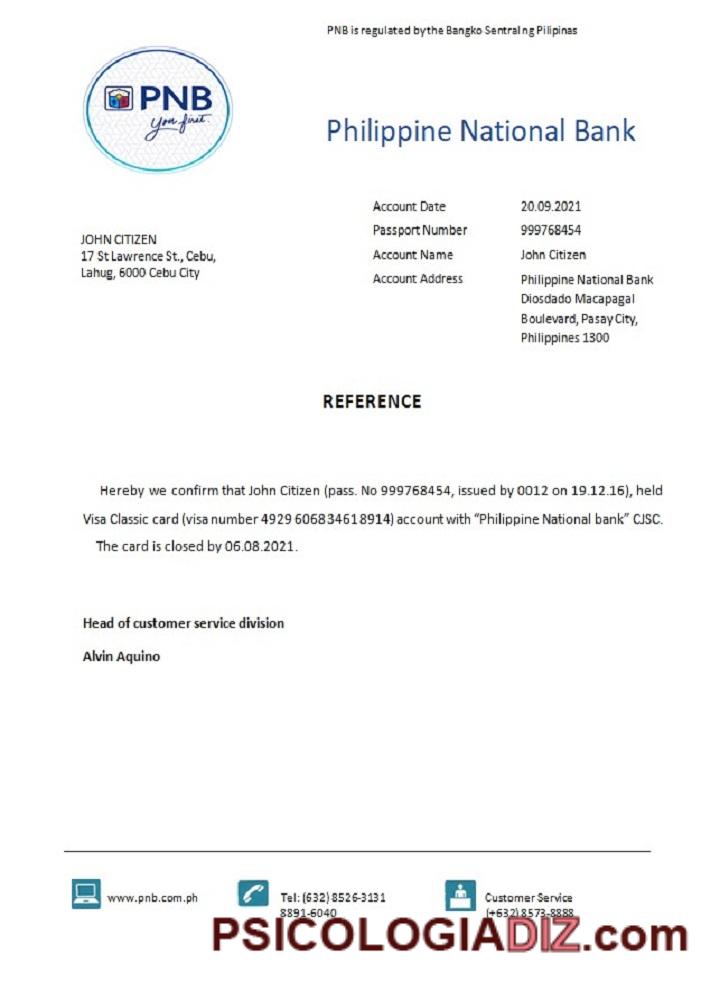 PNB is regulated by the Bangko Sentral ng Pilipinas
PNB
You first.
Philippine National Bank
Account Date 20.09.2021
Passport Number 999768454
Account Name John Citizen
Account Address Philippine National Bank
Diosdado Macapagal
Boulevard, Pasay City,
Philippines 1300
JOHN CITIZEN
17 St Lawrence St., Cebu,
Lahug, 6000 Cebu City
REFERENCE
Hereby we confirm that John Citizen (pass. No 999768454, issued by 0012 on 19.12.16), held
Visa Classic card (visa number 4929 606834618914) account with “Philippine National bank” CJSC.
The card is closed by 06.08.2021.
Head of customer service division
Alvin Aquino
www.pnb.com.ph
Tel: (632) 8526-3131
8891-6040
Customer Service
(+632) 8573-8888
PSICOLOGIADIZ.com